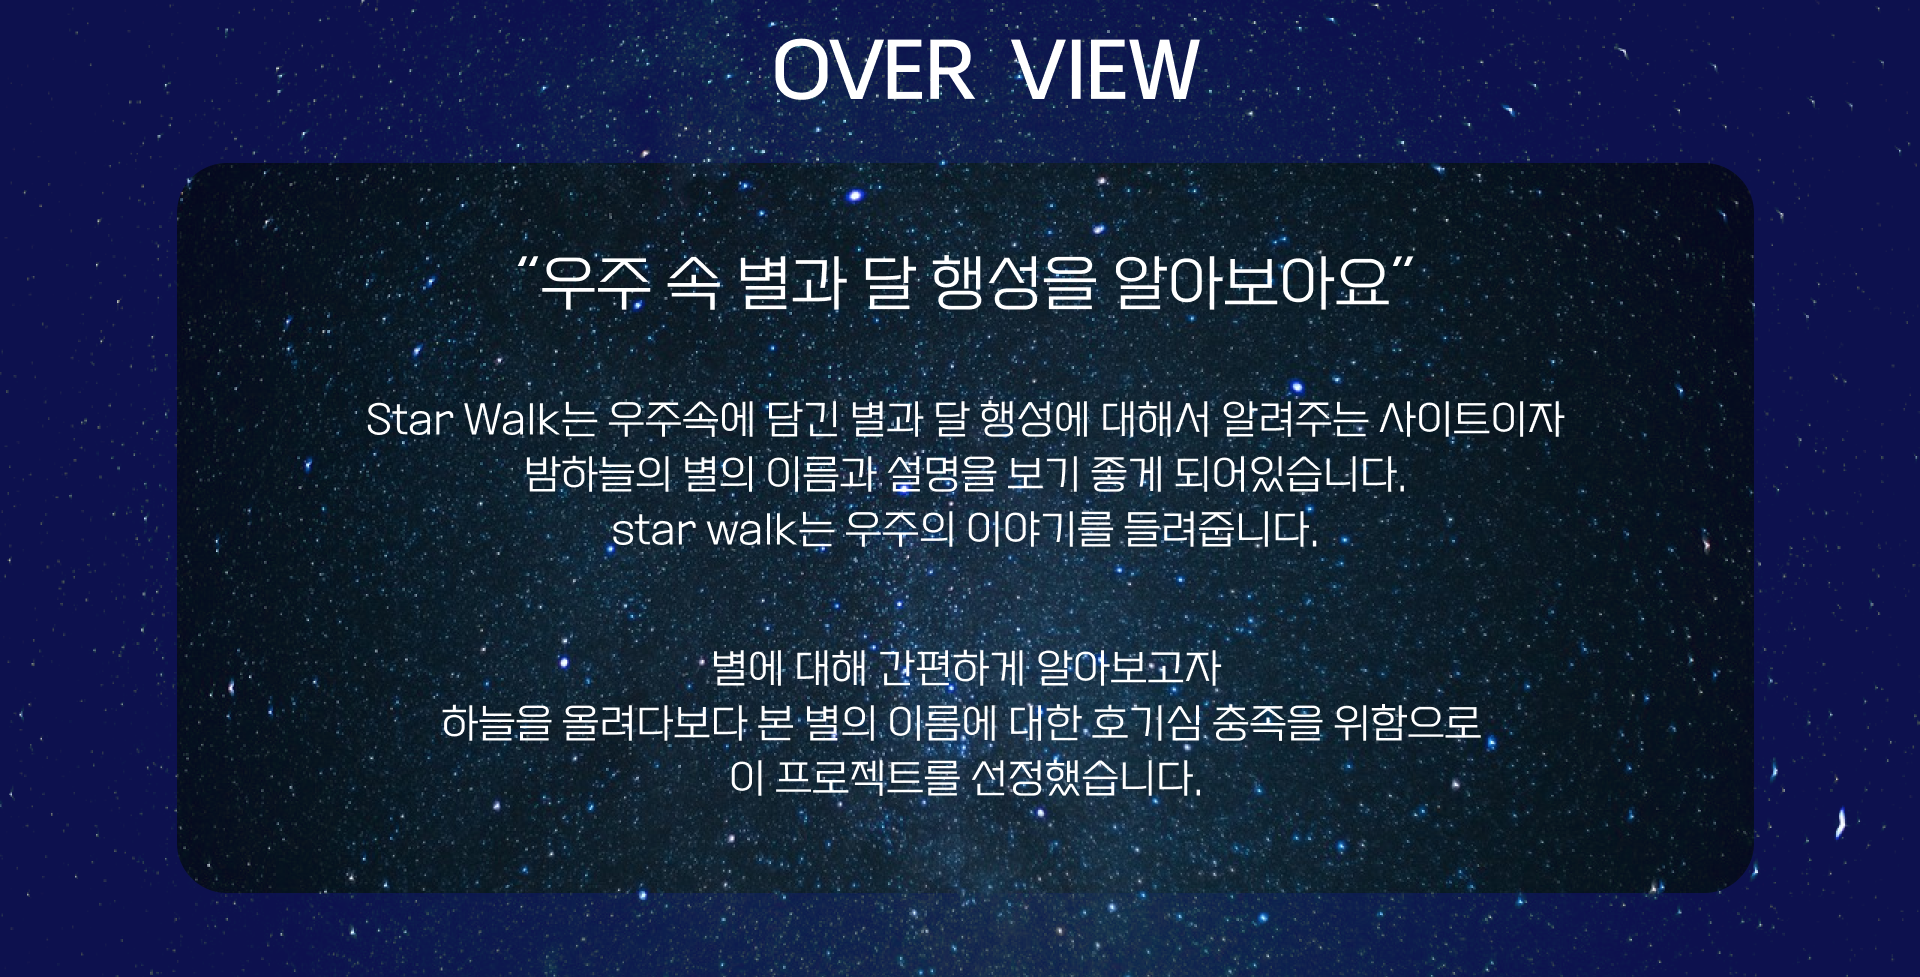 OVER VIEW
“우주 속 별과 달 행성을 알아보아요”
Star Walk는 우주속에 담긴 별과 달 행성에 대해서 알려주는 사이트이자
밤하늘의 별의 이름과 설명을 보기 좋게 되어있습니다.
star walk는 우주의 이야기를 들려줍니다.
별에 대해 간편하게 알아보고자
하늘을 올려다보다 본 별의 이름에 대한 호기심 충족을 위함으로
이 프로젝트를 선정했습니다.